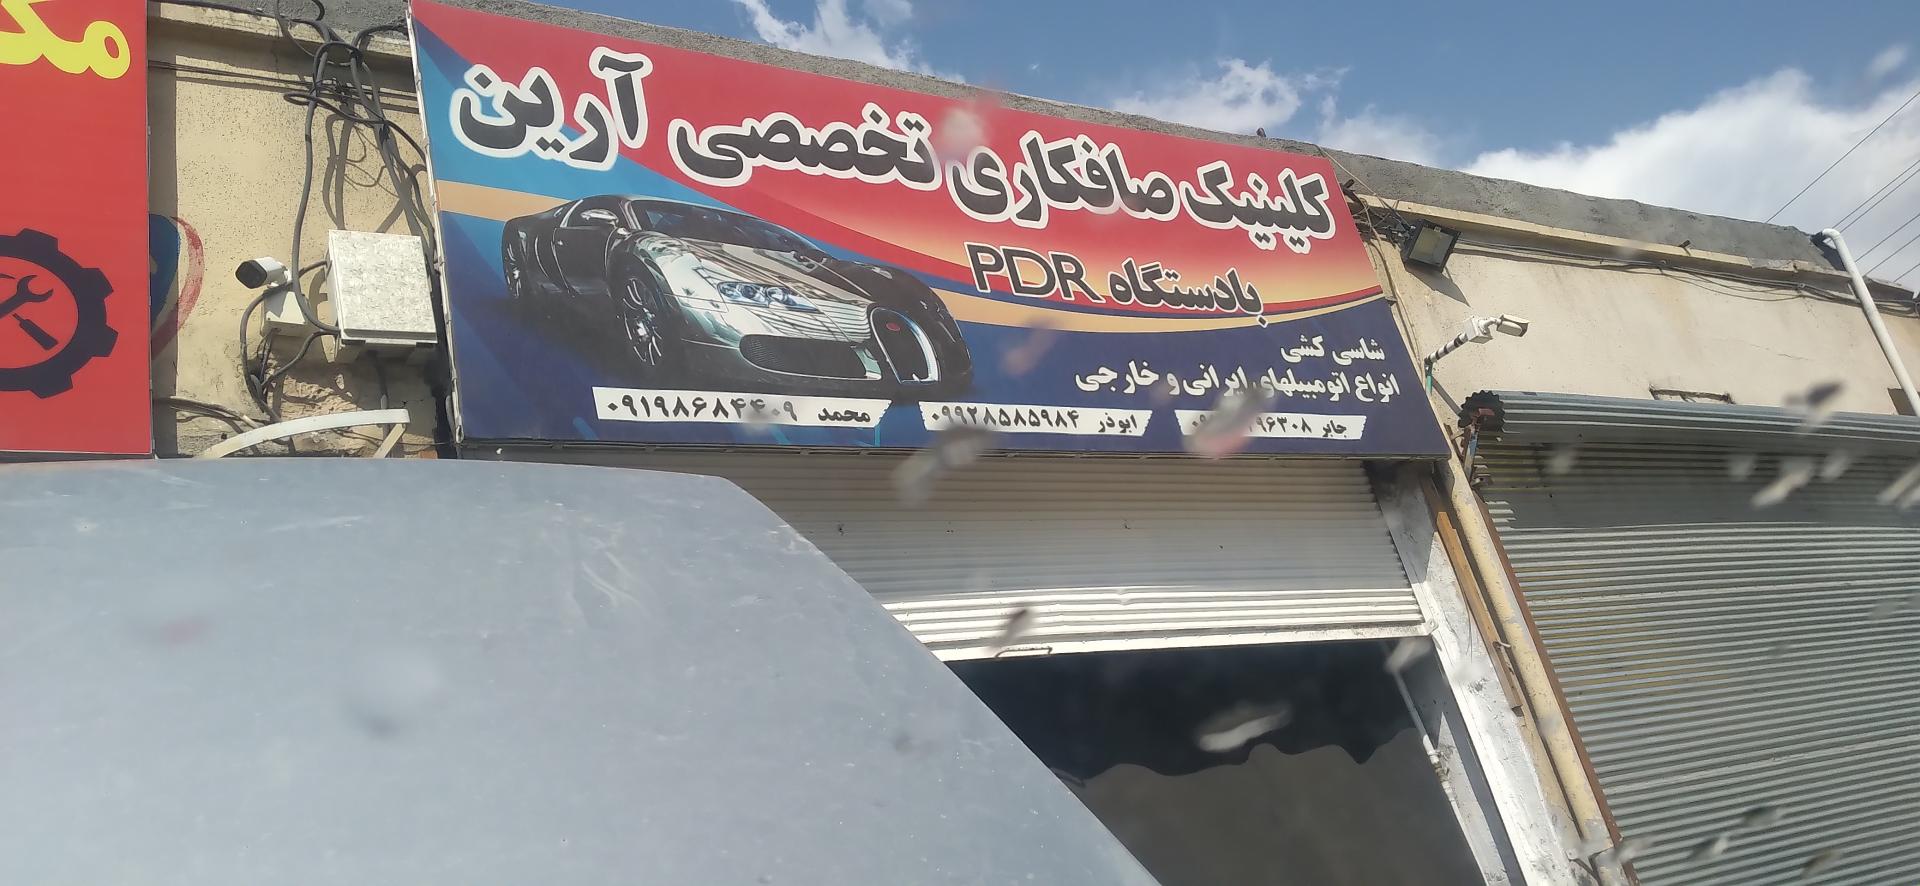 کلینیک صافکاری تخصصی آرین
بادستگاه PDR
شاسی کشی
انواع اتومبیلهای ایرانی و خارجی
جابر
ابوذر ۰۹۹۲۸۵۸۵۹۸۴
محمد ۰۹۱۹۸۶۸۴۴۰۹